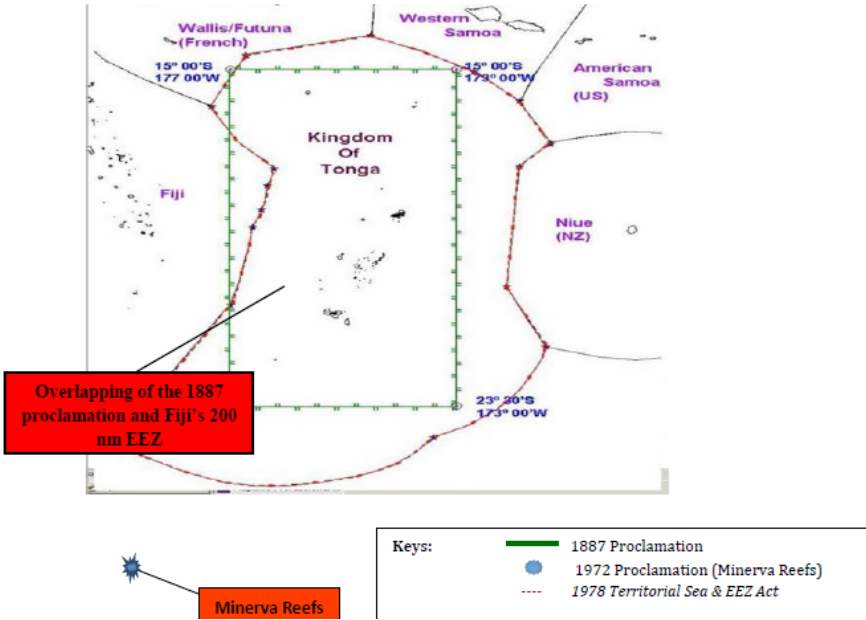 Wallis/Futuna
(French)
Western
Samoa
15° 00'S
177 00'W
15° 00'S
173° 00'W
American
Samoa
(US)
Kingdom
Of
Tonga
Fiji
Niue
(NZ)
Overlapping of the 1887
proclamation and Fiji's 200
nm EEZ
23° 30'S
173° 00'W
Minerva Reefs
Keys:
1887 Proclamation
1972 Proclamation (Minerva Reefs)
1978 Territorial Sea & EEZ Act